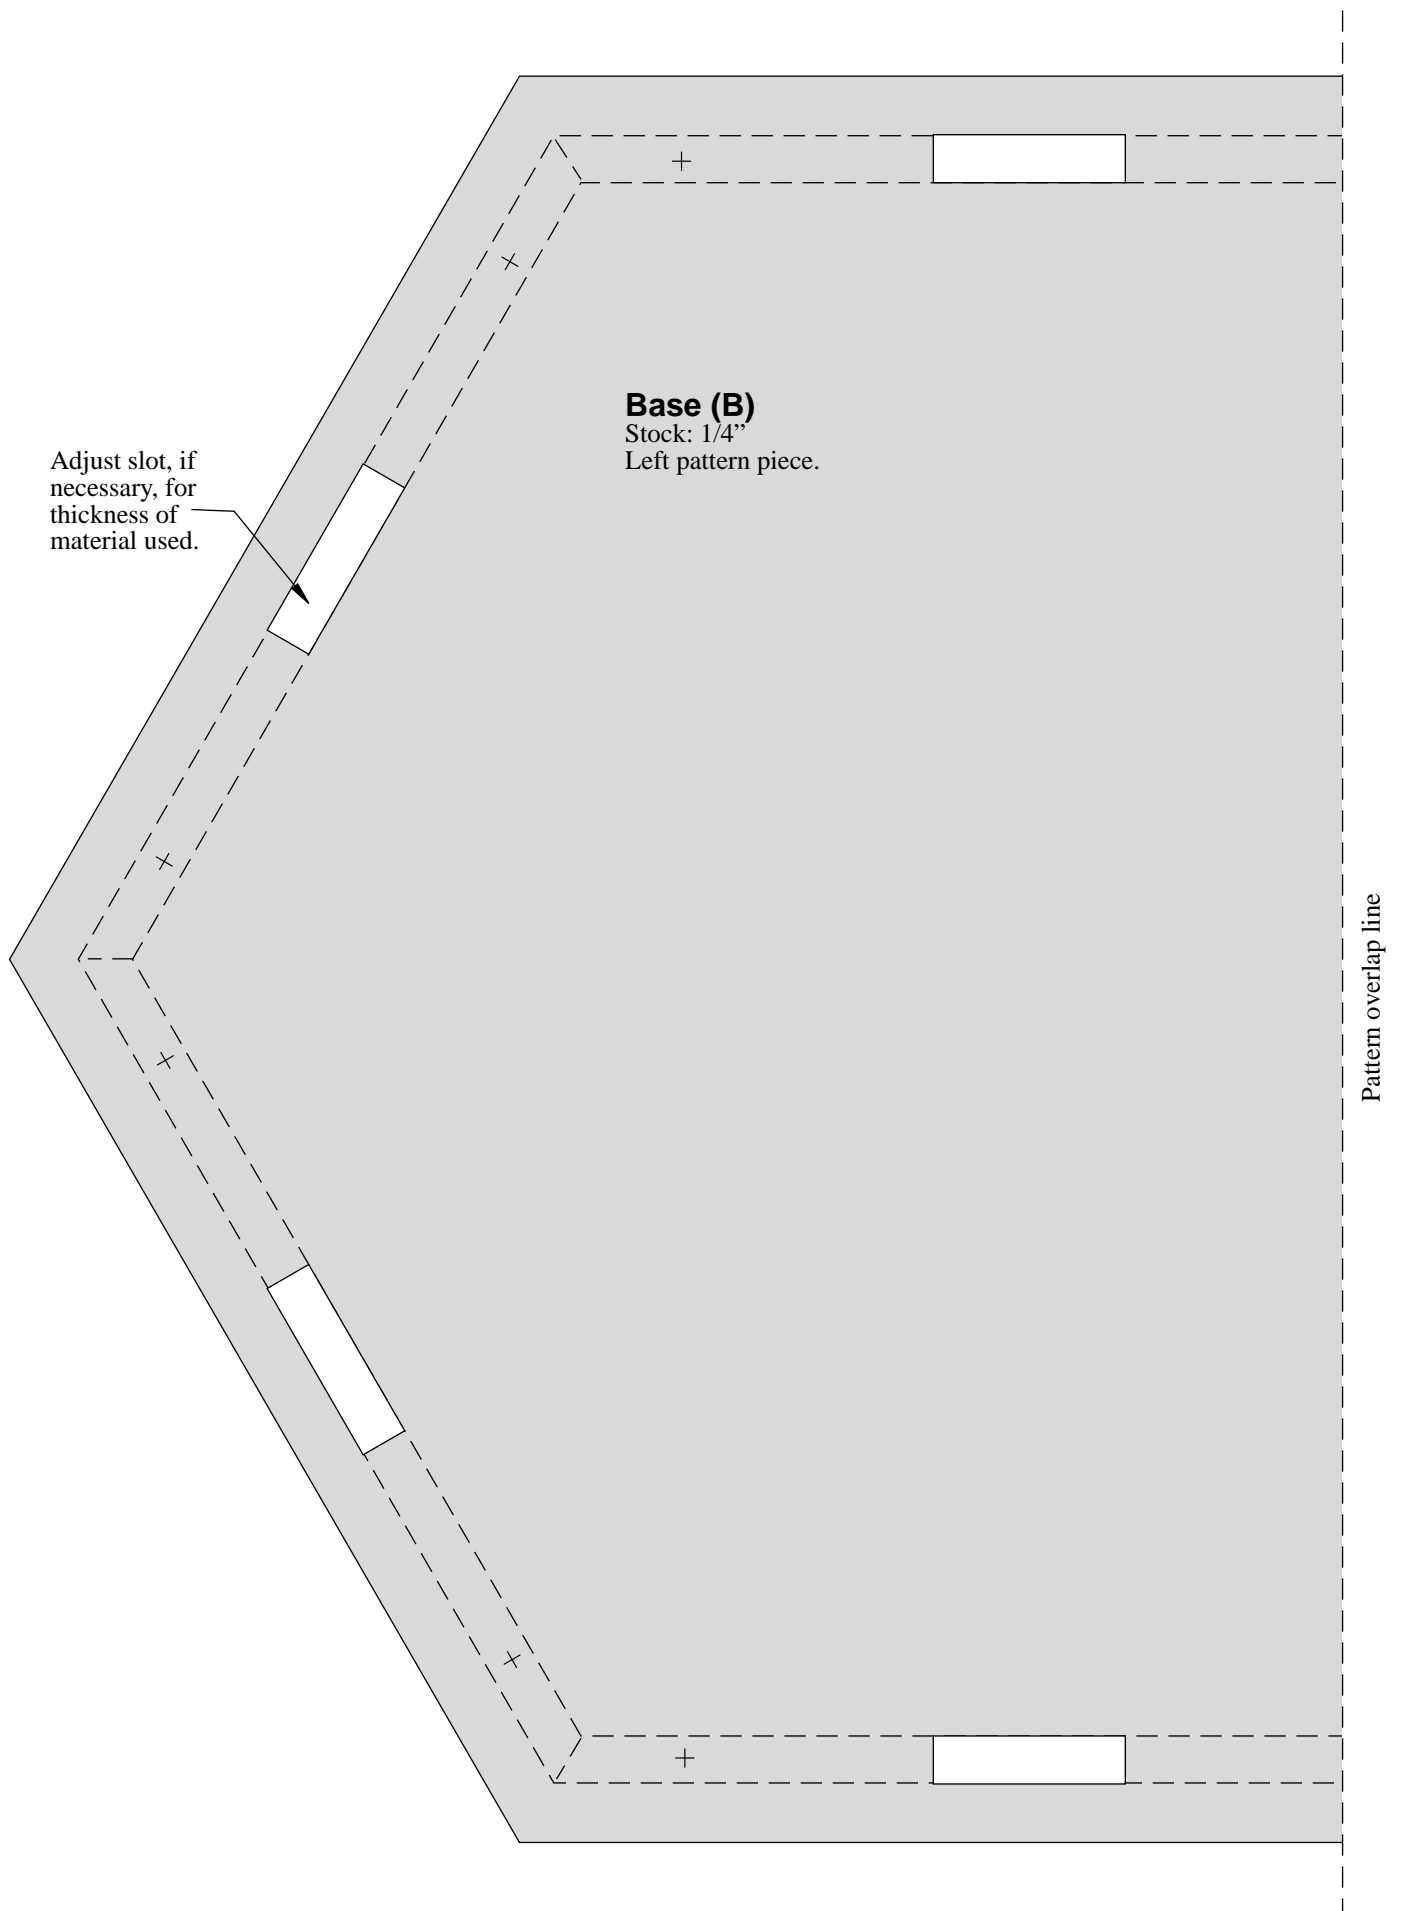 Base (B)
Stock: 1/4”
Left pattern piece.
Adjust slot, if
necessary, for
thickness of
material used.
Pattern overlap line